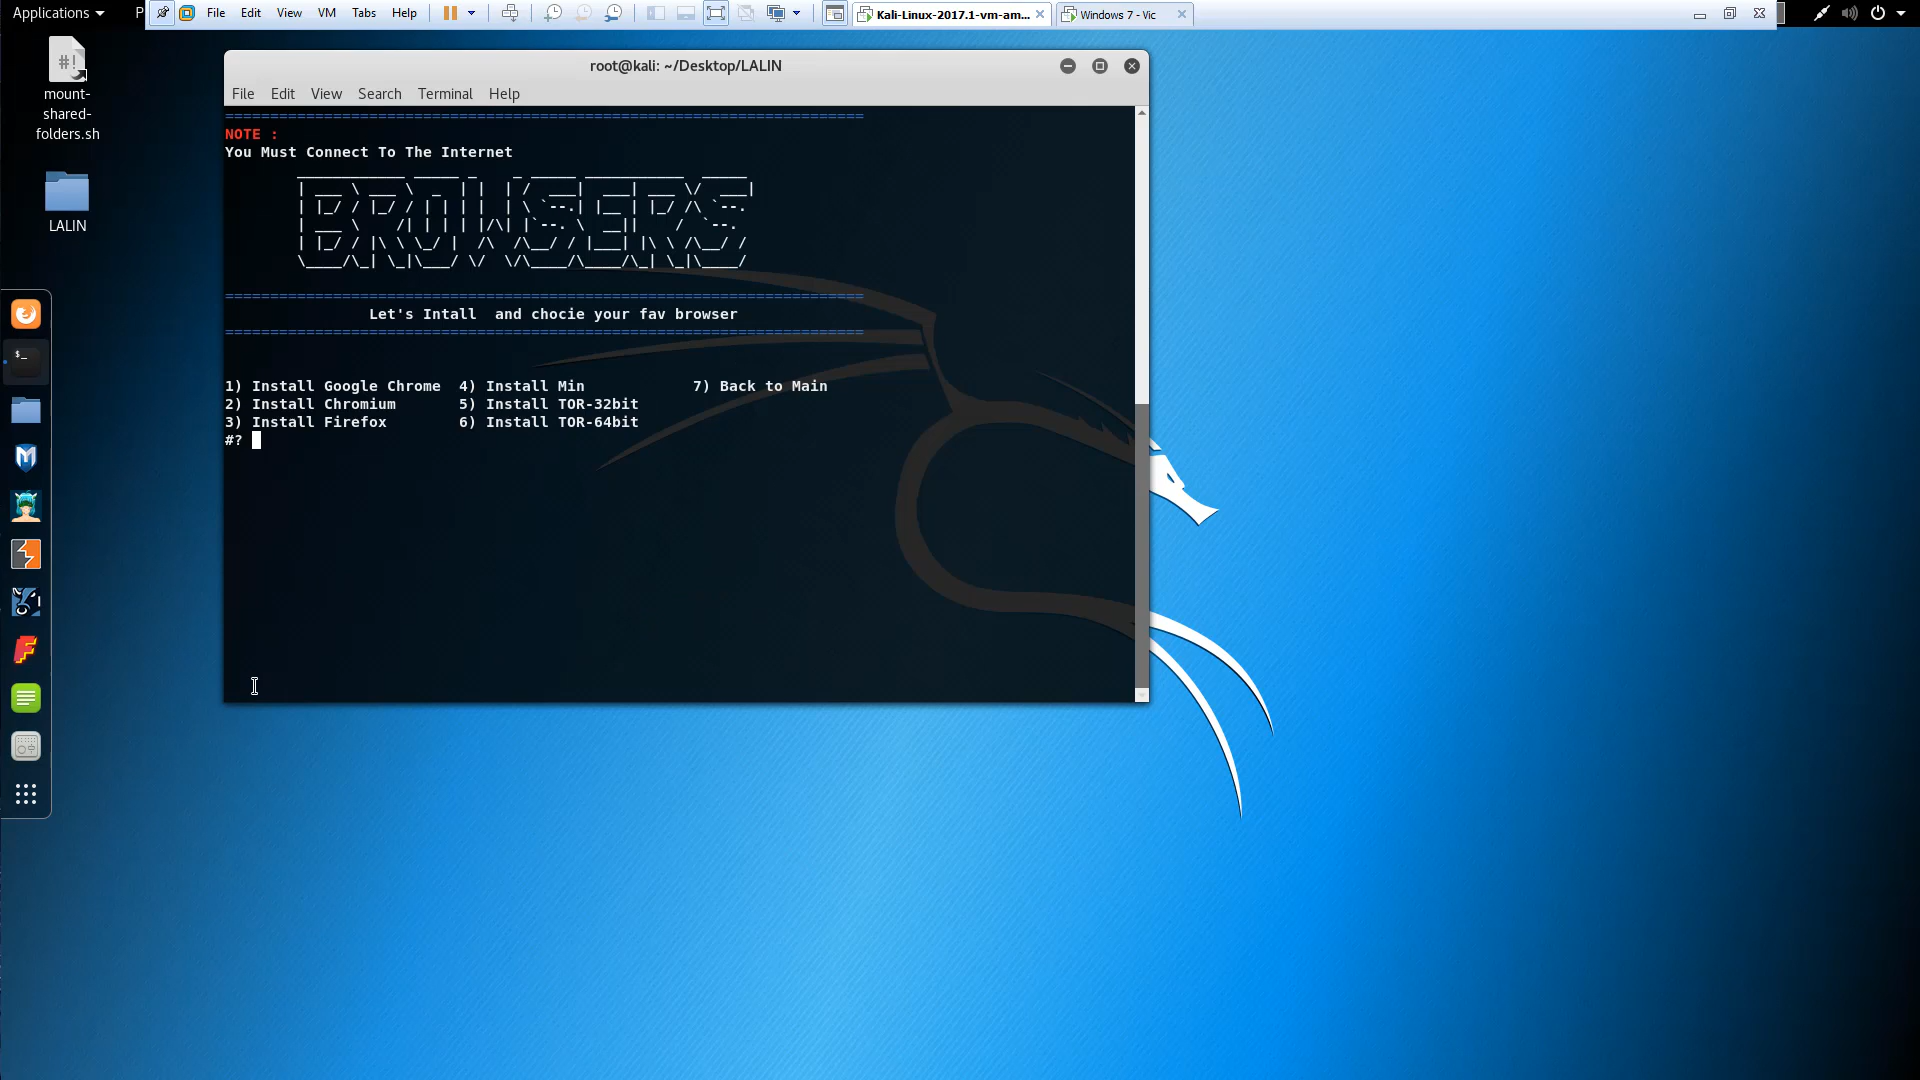 Applications
P
File Edit View VM Tabs Help
Kali-Linux-2017.1-vm-am...
Windows 7 - Vic
#!
mount-
shared-
folders.sh
LALIN
root@kali: ~/Desktop/LALIN
File Edit View Search Terminal Help
NOTE :
You Must Connect To The Internet
BROWSERS
Let's Intall  and chocie your fav browser
1) Install Google Chrome  4) Install Min            7) Back to Main
2) Install Chromium       5) Install TOR-32bit
3) Install Firefox        6) Install TOR-64bit
#?
$_